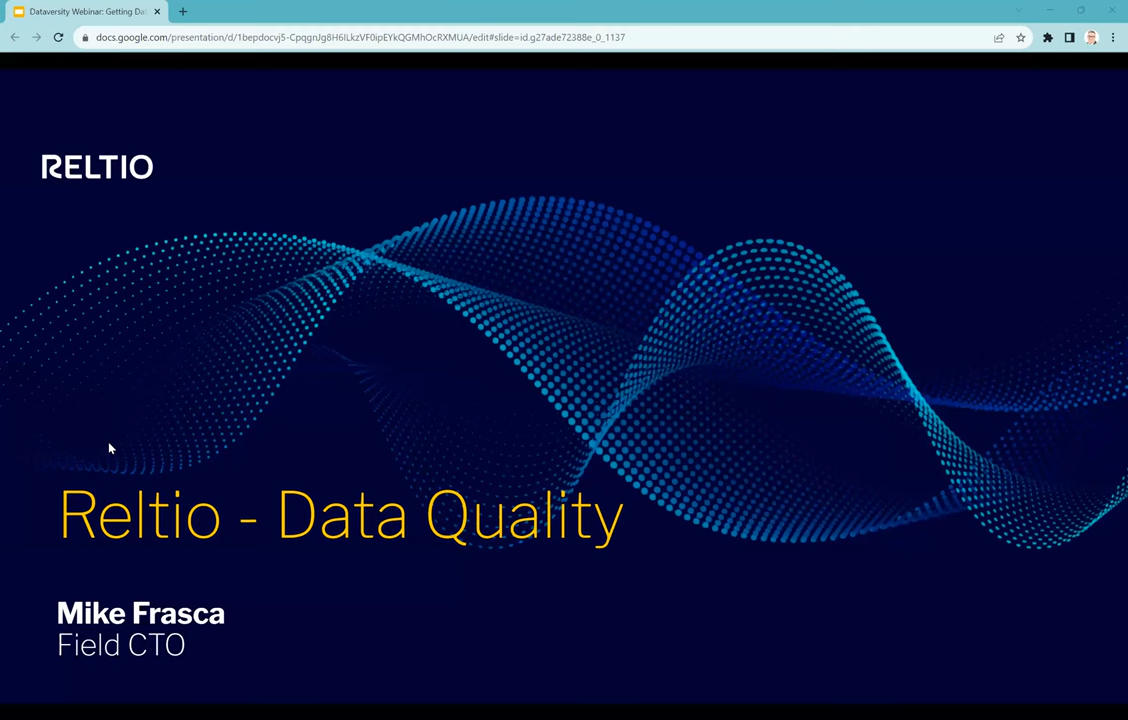 Dataversity Webinar: Getting Dat
docs.google.com/presentation/d/1bepdocvj5-CpqgnJg8H6ILkzVF0ipEYkQGMhOcRXMUA/edit#slide=id.g27ade72388e_0_1137
RELTIO
Reltio - Data Quality
Mike Frasca
Field CTO